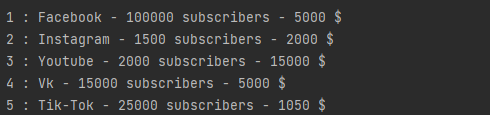 1 : Facebook - 100000 subscribers - 5000 $
2 : Instagram - 1500 subscribers - 2000 $
3 : Youtube - 2000 subscribers - 15000 $
4 : Vk - 15000 subscribers - 5000 $
5 : Tik-Tok - 25000 subscribers - 1050 $